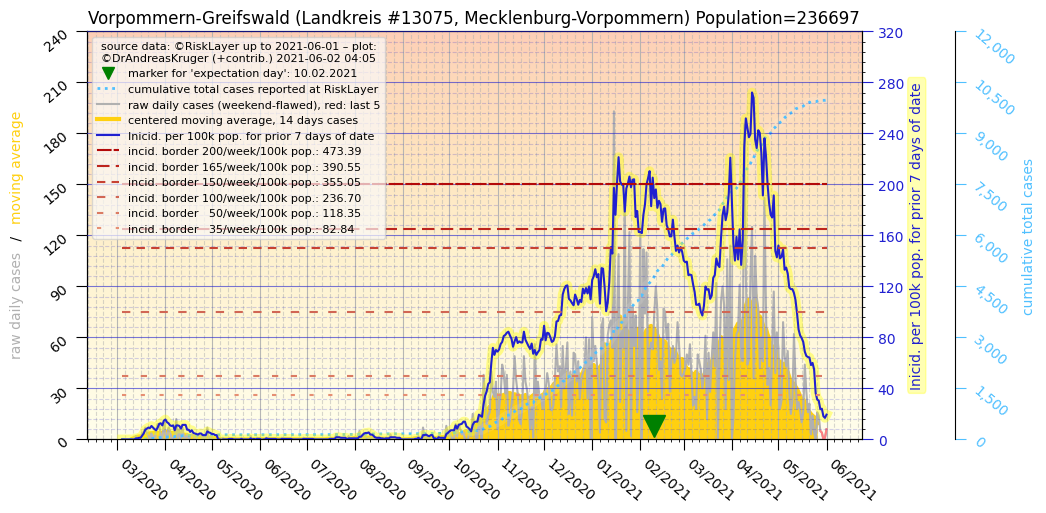 Vorpommern-Greifswald (Landkreis #13075, Mecklenburg-Vorpommern) Population=236697
source data: ©RiskLayer up to 2021-06-01 – plot:
©DrAndreasKruger (+contrib.) 2021-06-02 04:05
marker for 'expectation day': 10.02.2021
cumulative total cases reported at RiskLayer
raw daily cases (weekend-flawed), red: last 5
centered moving average, 14 days cases
Inicid. per 100k pop. for prior 7 days of date
incid. border 200/week/100k pop.: 473.39
incid. border 165/week/100k pop.: 390.55
incid. border 150/week/100k pop.: 355.05
incid. border 100/week/100k pop.: 236.70
incid. border   50/week/100k pop.: 118.35
incid. border   35/week/100k pop.: 82.84
raw daily cases   /   moving average
240
210
180
150
120
90
60
30
0
320
280
240
200
160
120
80
40
0
Inicid. per 100k pop. for prior 7 days of date
12,000
10,500
9,000
7,500
6,000
4,500
3,000
1,500
0
cumulative total cases
03/2020
04/2020
05/2020
06/2020
07/2020
08/2020
09/2020
10/2020
11/2020
12/2020
01/2021
02/2021
03/2021
04/2021
05/2021
06/2021